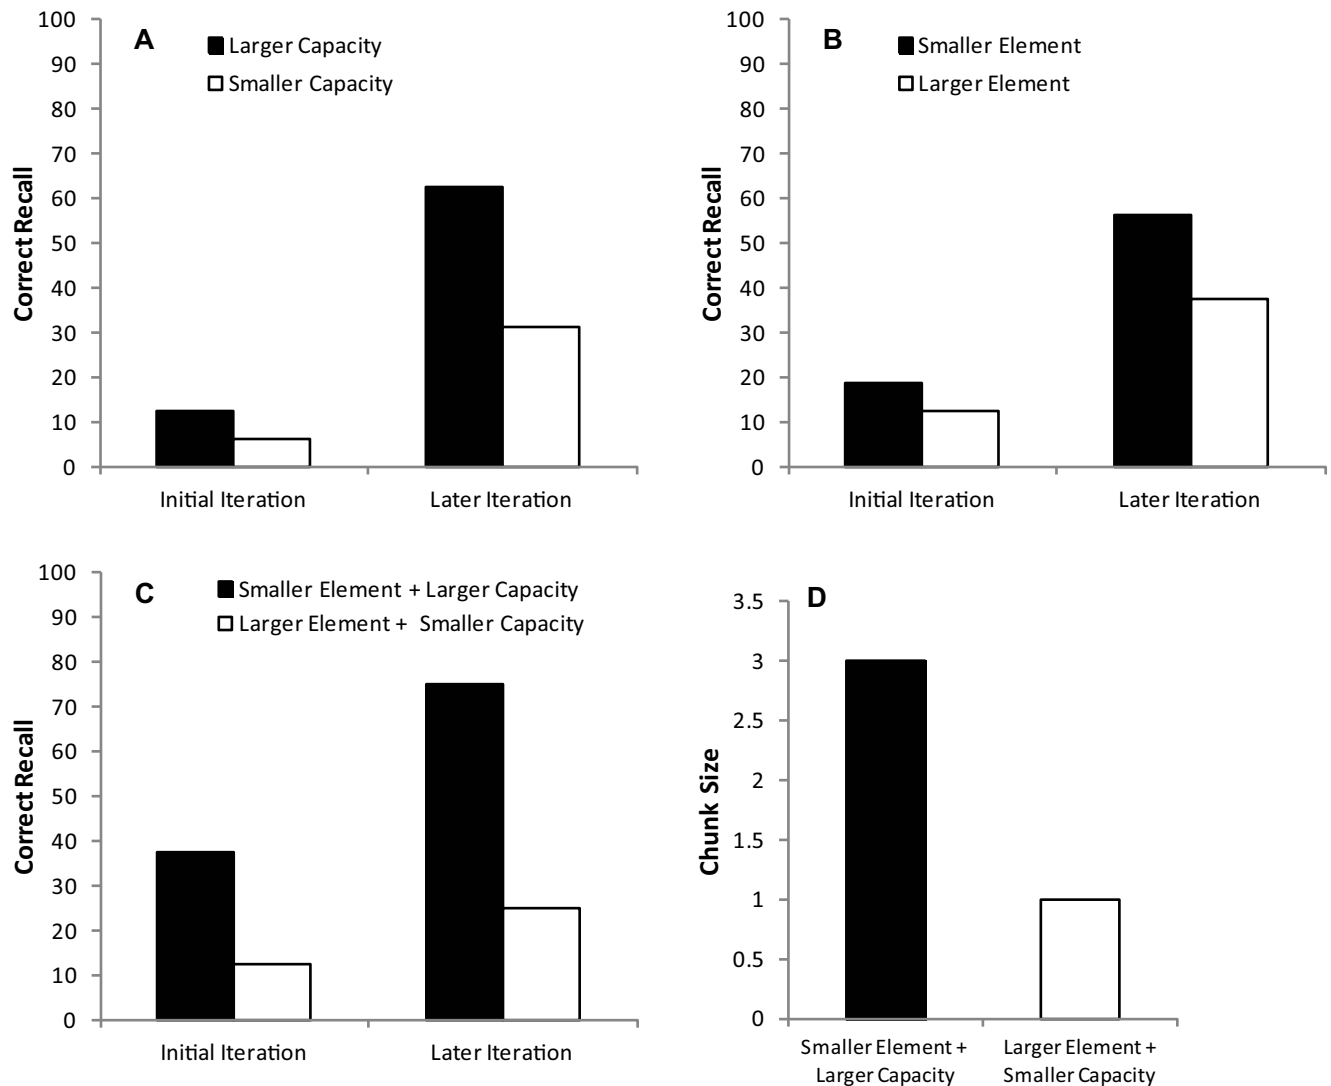 A
Larger Capacity
Smaller Capacity
100
90
80
70
60
50
40
30
20
10
0
Correct Recall
Initial Iteration
Later Iteration
B
Smaller Element
Larger Element
100
90
80
70
60
50
40
30
20
10
0
Correct Recall
Initial Iteration
Later Iteration
C
Smaller Element + Larger Capacity
Larger Element + Smaller Capacity
100
90
80
70
60
50
40
30
20
10
0
Correct Recall
Initial Iteration
Later Iteration
D
3.5
3
2.5
2
1.5
1
0.5
0
Chunk Size
Smaller Element +
Larger Capacity
Larger Element +
Smaller Capacity